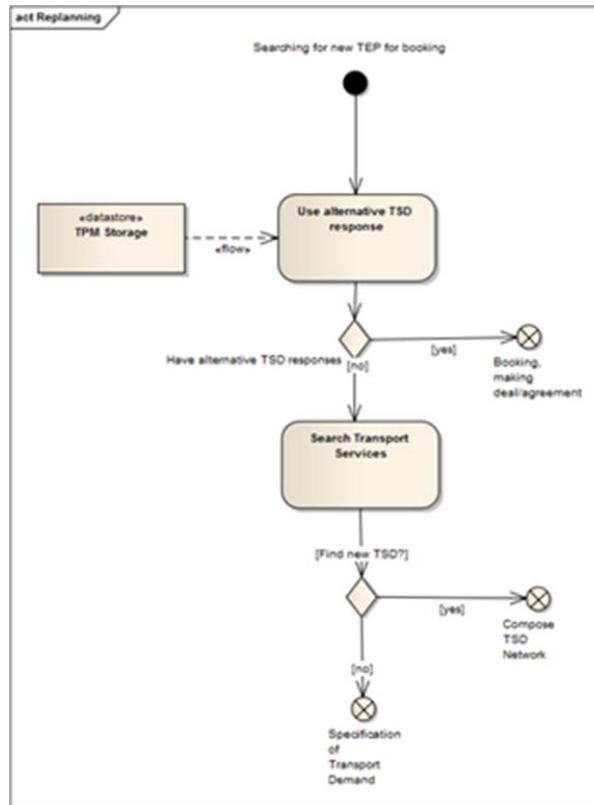 act Replanning
Searching for new TEP for booking
Use alternative TSD
response
«datastore»
TPM Storage
«flow»
Have alternative TSD responses
[no]
[yes]
Booking,
making
deal/agreement
Search Transport
Services
[Find new TSD?]
[yes]
Compose
TSD
Network
[no]
Specification
of
Transport
Demand